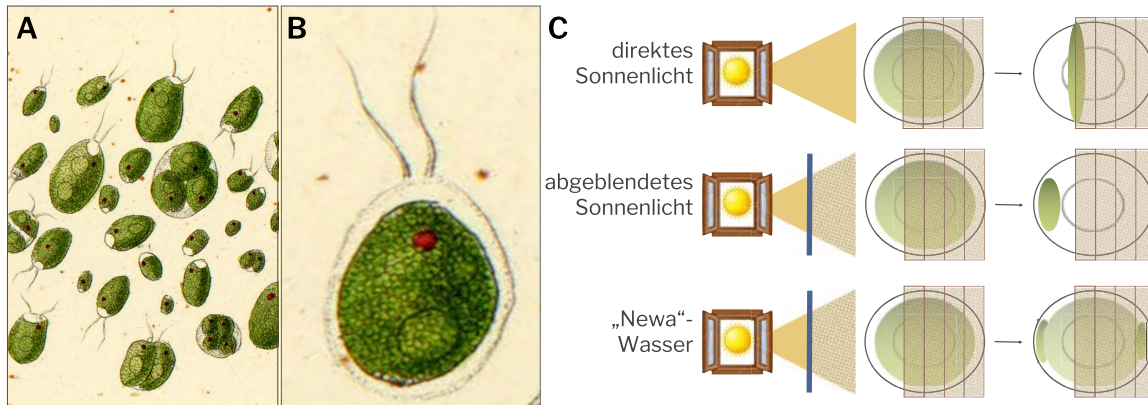 A
B
C
direktes
Sonnenlicht
abgeblendetes
Sonnenlicht
„Newa“-
Wasser